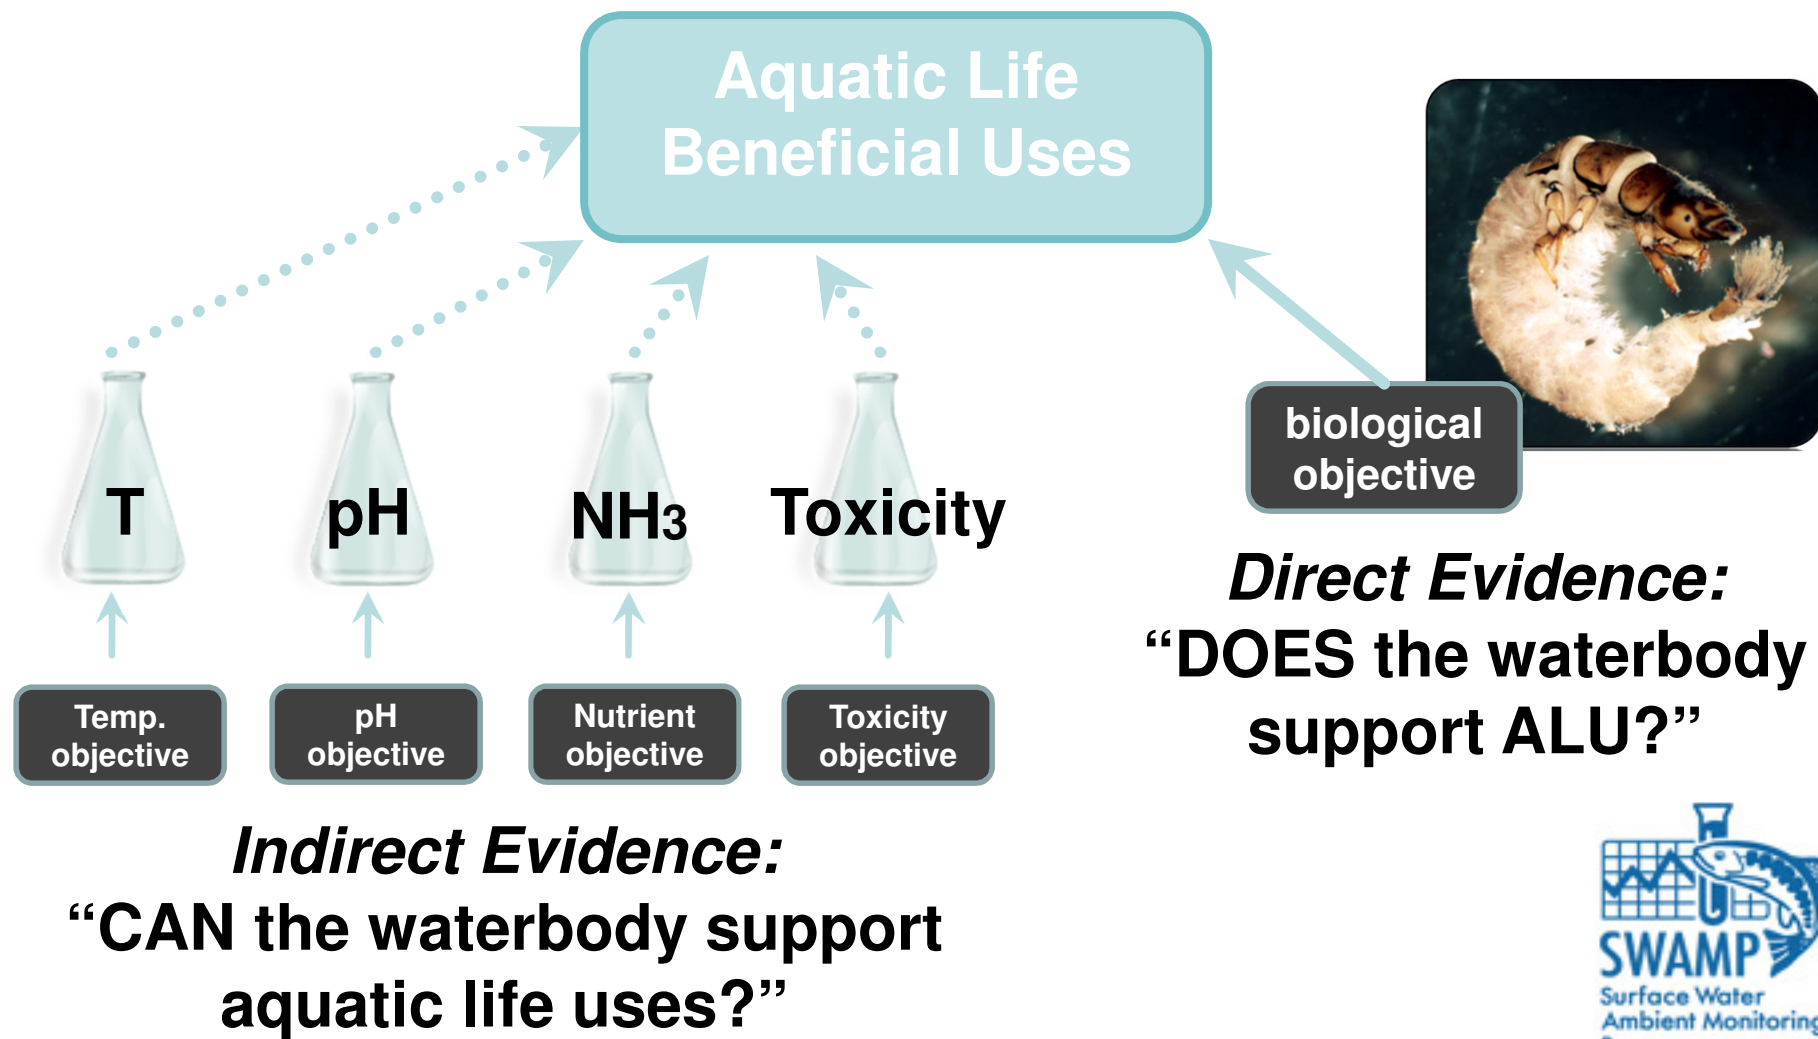 Aquatic Life
Beneficial Uses
T
pH
NH3
Toxicity
biological
objective
Temp.
objective
pH
objective
Nutrient
objective
Toxicity
objective
Direct Evidence:
“DOES the waterbody
support ALU?”
Indirect Evidence:
“CAN the waterbody support
aquatic life uses?”
SWAMP
Surface Water
Ambient Monitoring